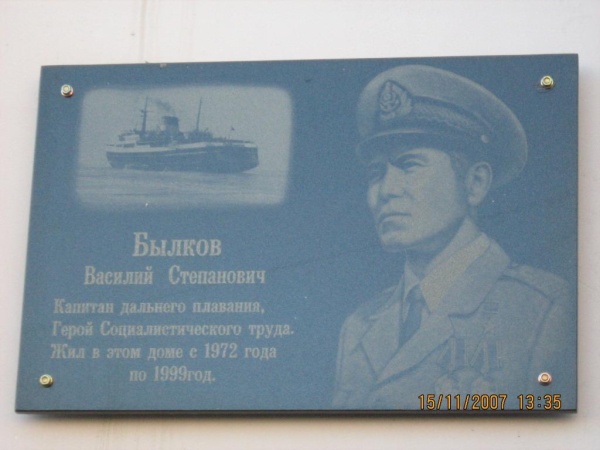 Былков
Василий Степанович
Капитан дальнего плавания,
Герой Социалистического труда.
Жил в этом доме с 1972 года
по 1999год.
15/11/2007 13:35